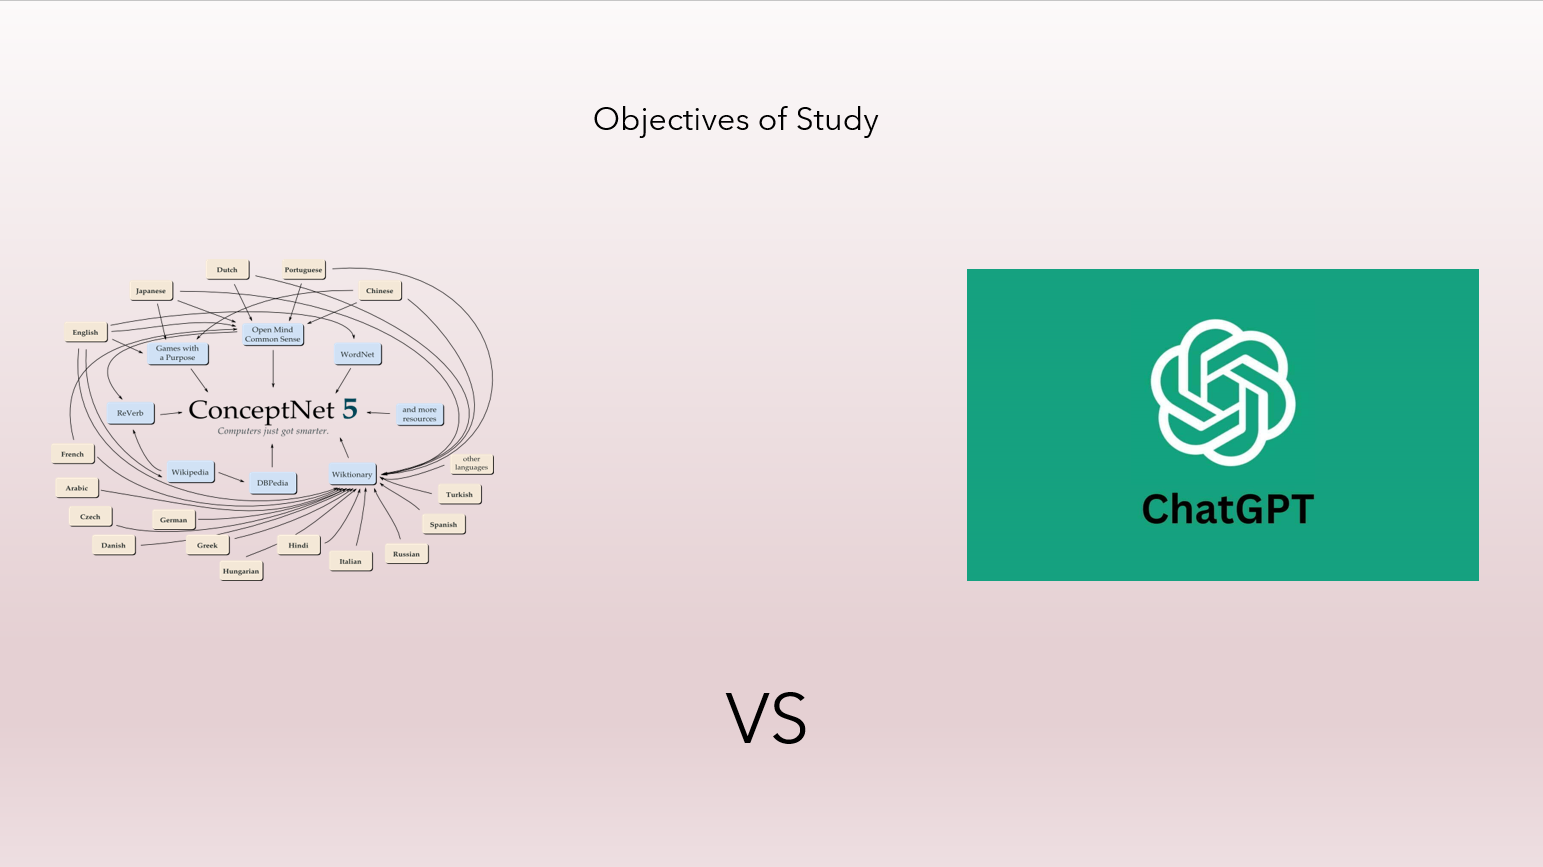 Objectives of Study
Dutch
Portuguese
Japanese
Chinese
English
Open Mind
Common Sense
Games with
a Purpose
WordNet
ReVerb
ConceptNet 5
Computers just got smarter.
and more
resources
French
Wikipedia
DBPedia
Wiktionary
other
languages
Arabic
Turkish
Czech
German
Spanish
Danish
Greek
Hindi
Russian
Italian
Hungarian
ChatGPT
VS